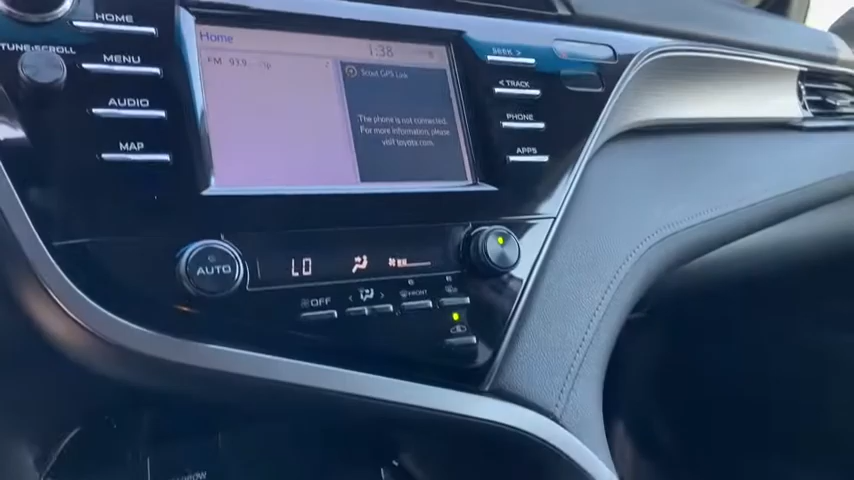 HOME
TUNE•SCROLL
MENU
AUDIO
MAP
Home
1:38
FM 93.9
Scout GPS Link
The phone is not connected.
For more information, please
visit toyota.com.
SEEK >
< TRACK
PHONE
APPS
AUTO
LO
OFF
FRONT